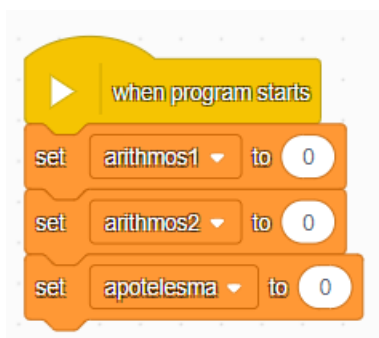 when program starts
set arithmos1 to 0
set arithmos2 to 0
set apotelesma to 0